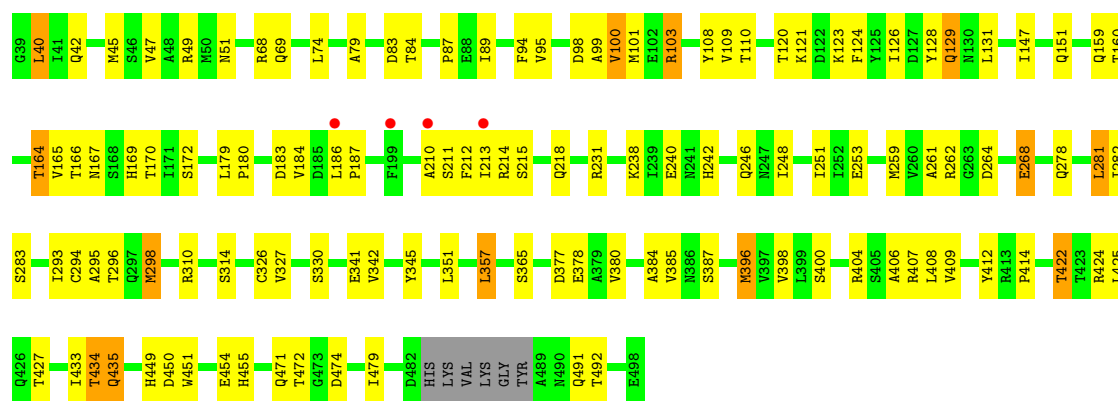 G39 L40 I41 Q42 M45 S46 V47 A48 R49 M50 N51 R68 Q69 L74 A79 D83 T84 P87 E88 I89 F94 V95 D98 A99 V100 M101 E102 R103 Y108 V109 T110 T120 K121 D122 K123 F124 Y125 I126 D127 Y128 Q129 N130 L131 I147 Q151 Q159 T160
T164 V165 T166 N167 S168 H169 T170 I171 S172 L179 P180 D183 V184 D185 L186 P187 F199 A210 S211 F212 I213 R214 S215 Q218 R231 K238 I239 E240 N241 H242 Q246 N247 I248 I251 I252 E253 M259 V260 A261 R262 G263 D264 E268 Q278 L281
S283 I293 C294 A295 T296 Q297 M298 R310 S314 C326 V327 S330 E341 V342 Y345 L351 L357 S365 D377 E378 A379 V380 A384 V385 N386 S387 M396 V397 V398 L399 S400 R404 S405 A406 R407 L408 V409 Y412 R413 P414 T422 T423 R424
Q426 T427 I433 T434 Q435 H449 D450 W451 E454 H455 Q471 T472 G473 D474 I479 D482 HIS LYS VAL LYS GLY TYR A489 N490 Q491 T492 E498